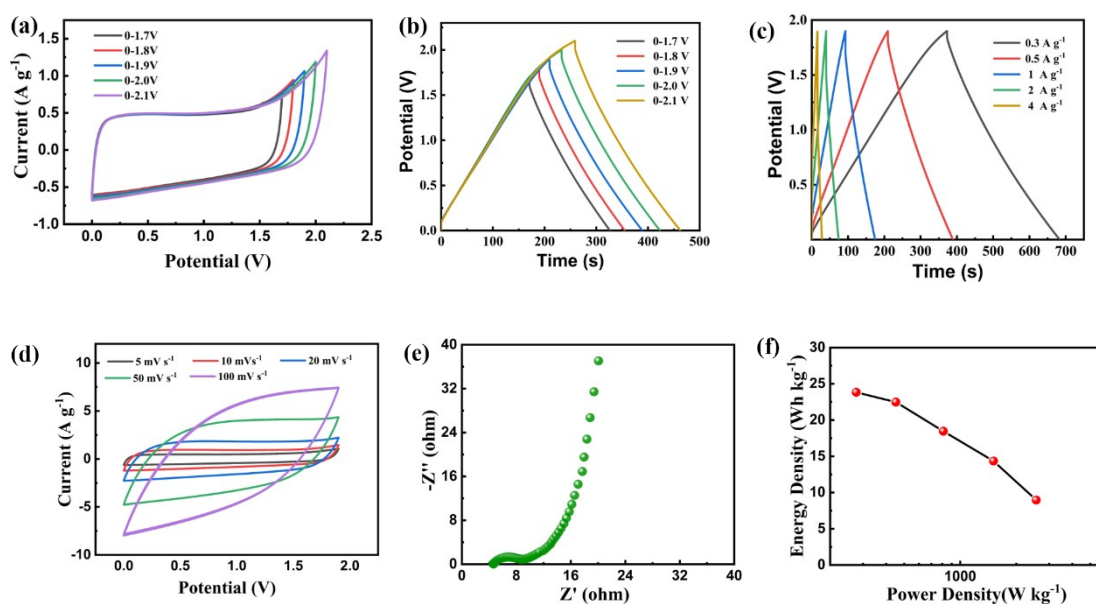 (a)
1.5
1.0
0.5
0.0
-0.5
-1.0
Current (A g⁻¹)
0-1.7V
0-1.8V
0-1.9V
0-2.0V
0-2.1V
0.0 0.5 1.0 1.5 2.0 2.5
Potential (V)
(b)
2.0
1.5
1.0
0.5
0.0
Potential (V)
0-1.7 V
0-1.8 V
0-1.9 V
0-2.0 V
0-2.1 V
0 100 200 300 400 500
Time (s)
(c)
2.0
1.5
1.0
0.5
Potential (V)
0.3 A g⁻¹
0.5 A g⁻¹
1 A g⁻¹
2 A g⁻¹
4 A g⁻¹
0 100 200 300 400 500 600 700
Time (s)
(d)
10
5
0
-5
-10
Current (A g⁻¹)
5 mV s⁻¹ 10 mVs⁻¹ 20 mV s⁻¹
50 mV s⁻¹ 100 mV s⁻¹
0.0 0.5 1.0 1.5 2.0
Potential (V)
(e)
40
32
24
16
8
0
-Z'' (ohm)
0 8 16 24 32 40
Z' (ohm)
(f)
30
25
20
15
10
5
0
Energy Density (Wh kg⁻¹)
1000
Power Density(W kg⁻¹)